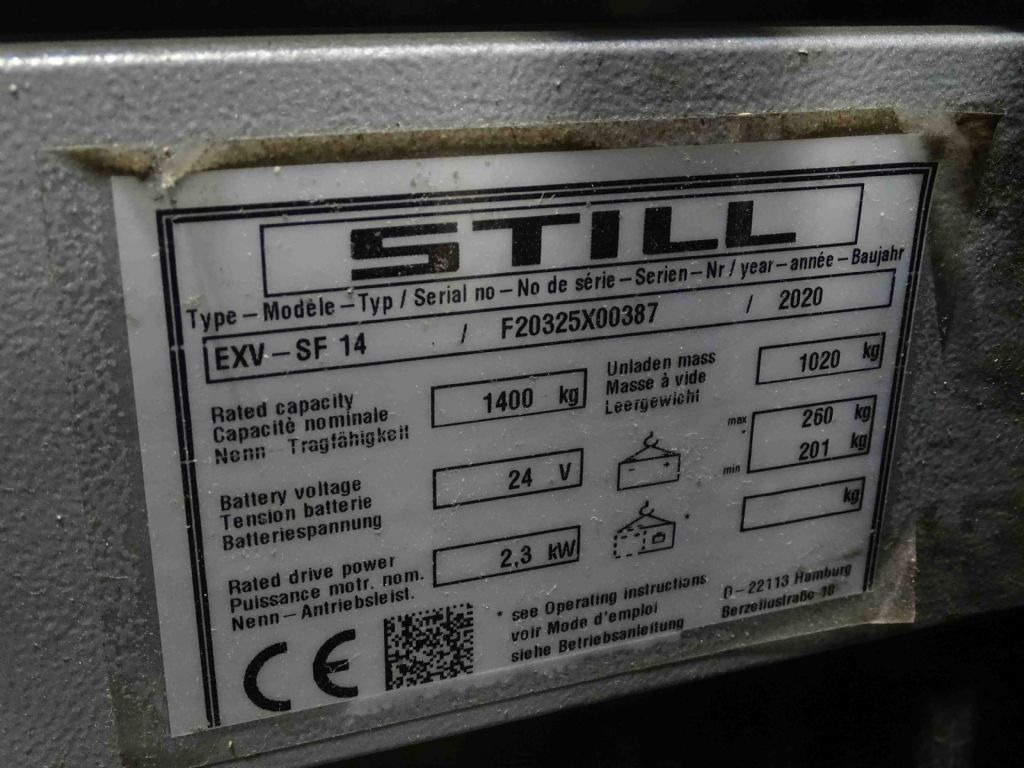 STILL
Type – Modèle – Typ / Serial no – No de série – Serien – Nr / year – année – Baujahr
EXV – SF 14 / F20325X00387 / 2020
Rated capacity
Capacitè nominale
Nenn – Tragfähigkeit
1400 kg
Unladen mass
Masse à vide
Leergewicht
1020 kg
Battery voltage
Tension batterie
Batteriespannung
24 V
- +
max 260 kg
*
min 201 kg
Rated drive power
Puissance motr. nom.
Nenn – Antriebsleist.
2,3 kW
*
kg
CE
* see Operating instructions
voir Mode d'emploi
siehe Betriebsanleitung
D – 22113 Hamburg
Berzeliustraße 10